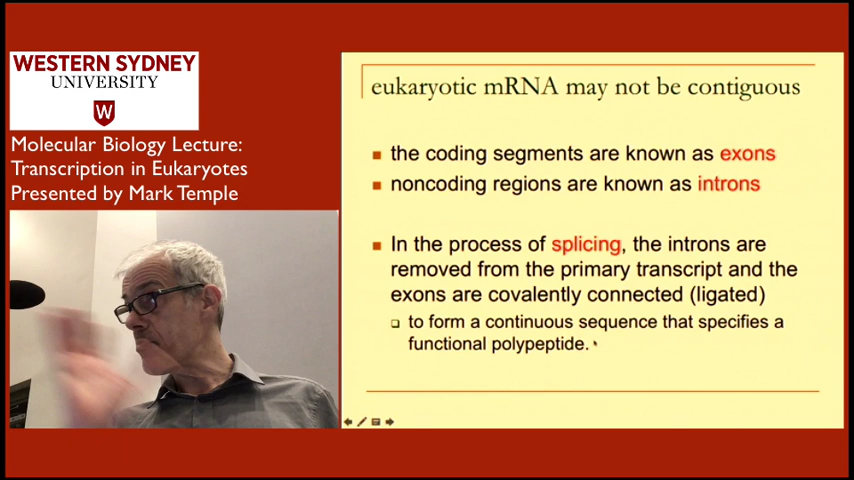 WESTERN SYDNEY
UNIVERSITY
W
Molecular Biology Lecture:
Transcription in Eukaryotes
Presented by Mark Temple
eukaryotic mRNA may not be contiguous
the coding segments are known as exons
noncoding regions are known as introns
In the process of splicing, the introns are
removed from the primary transcript and the
exons are covalently connected (ligated)
to form a continuous sequence that specifies a
functional polypeptide.